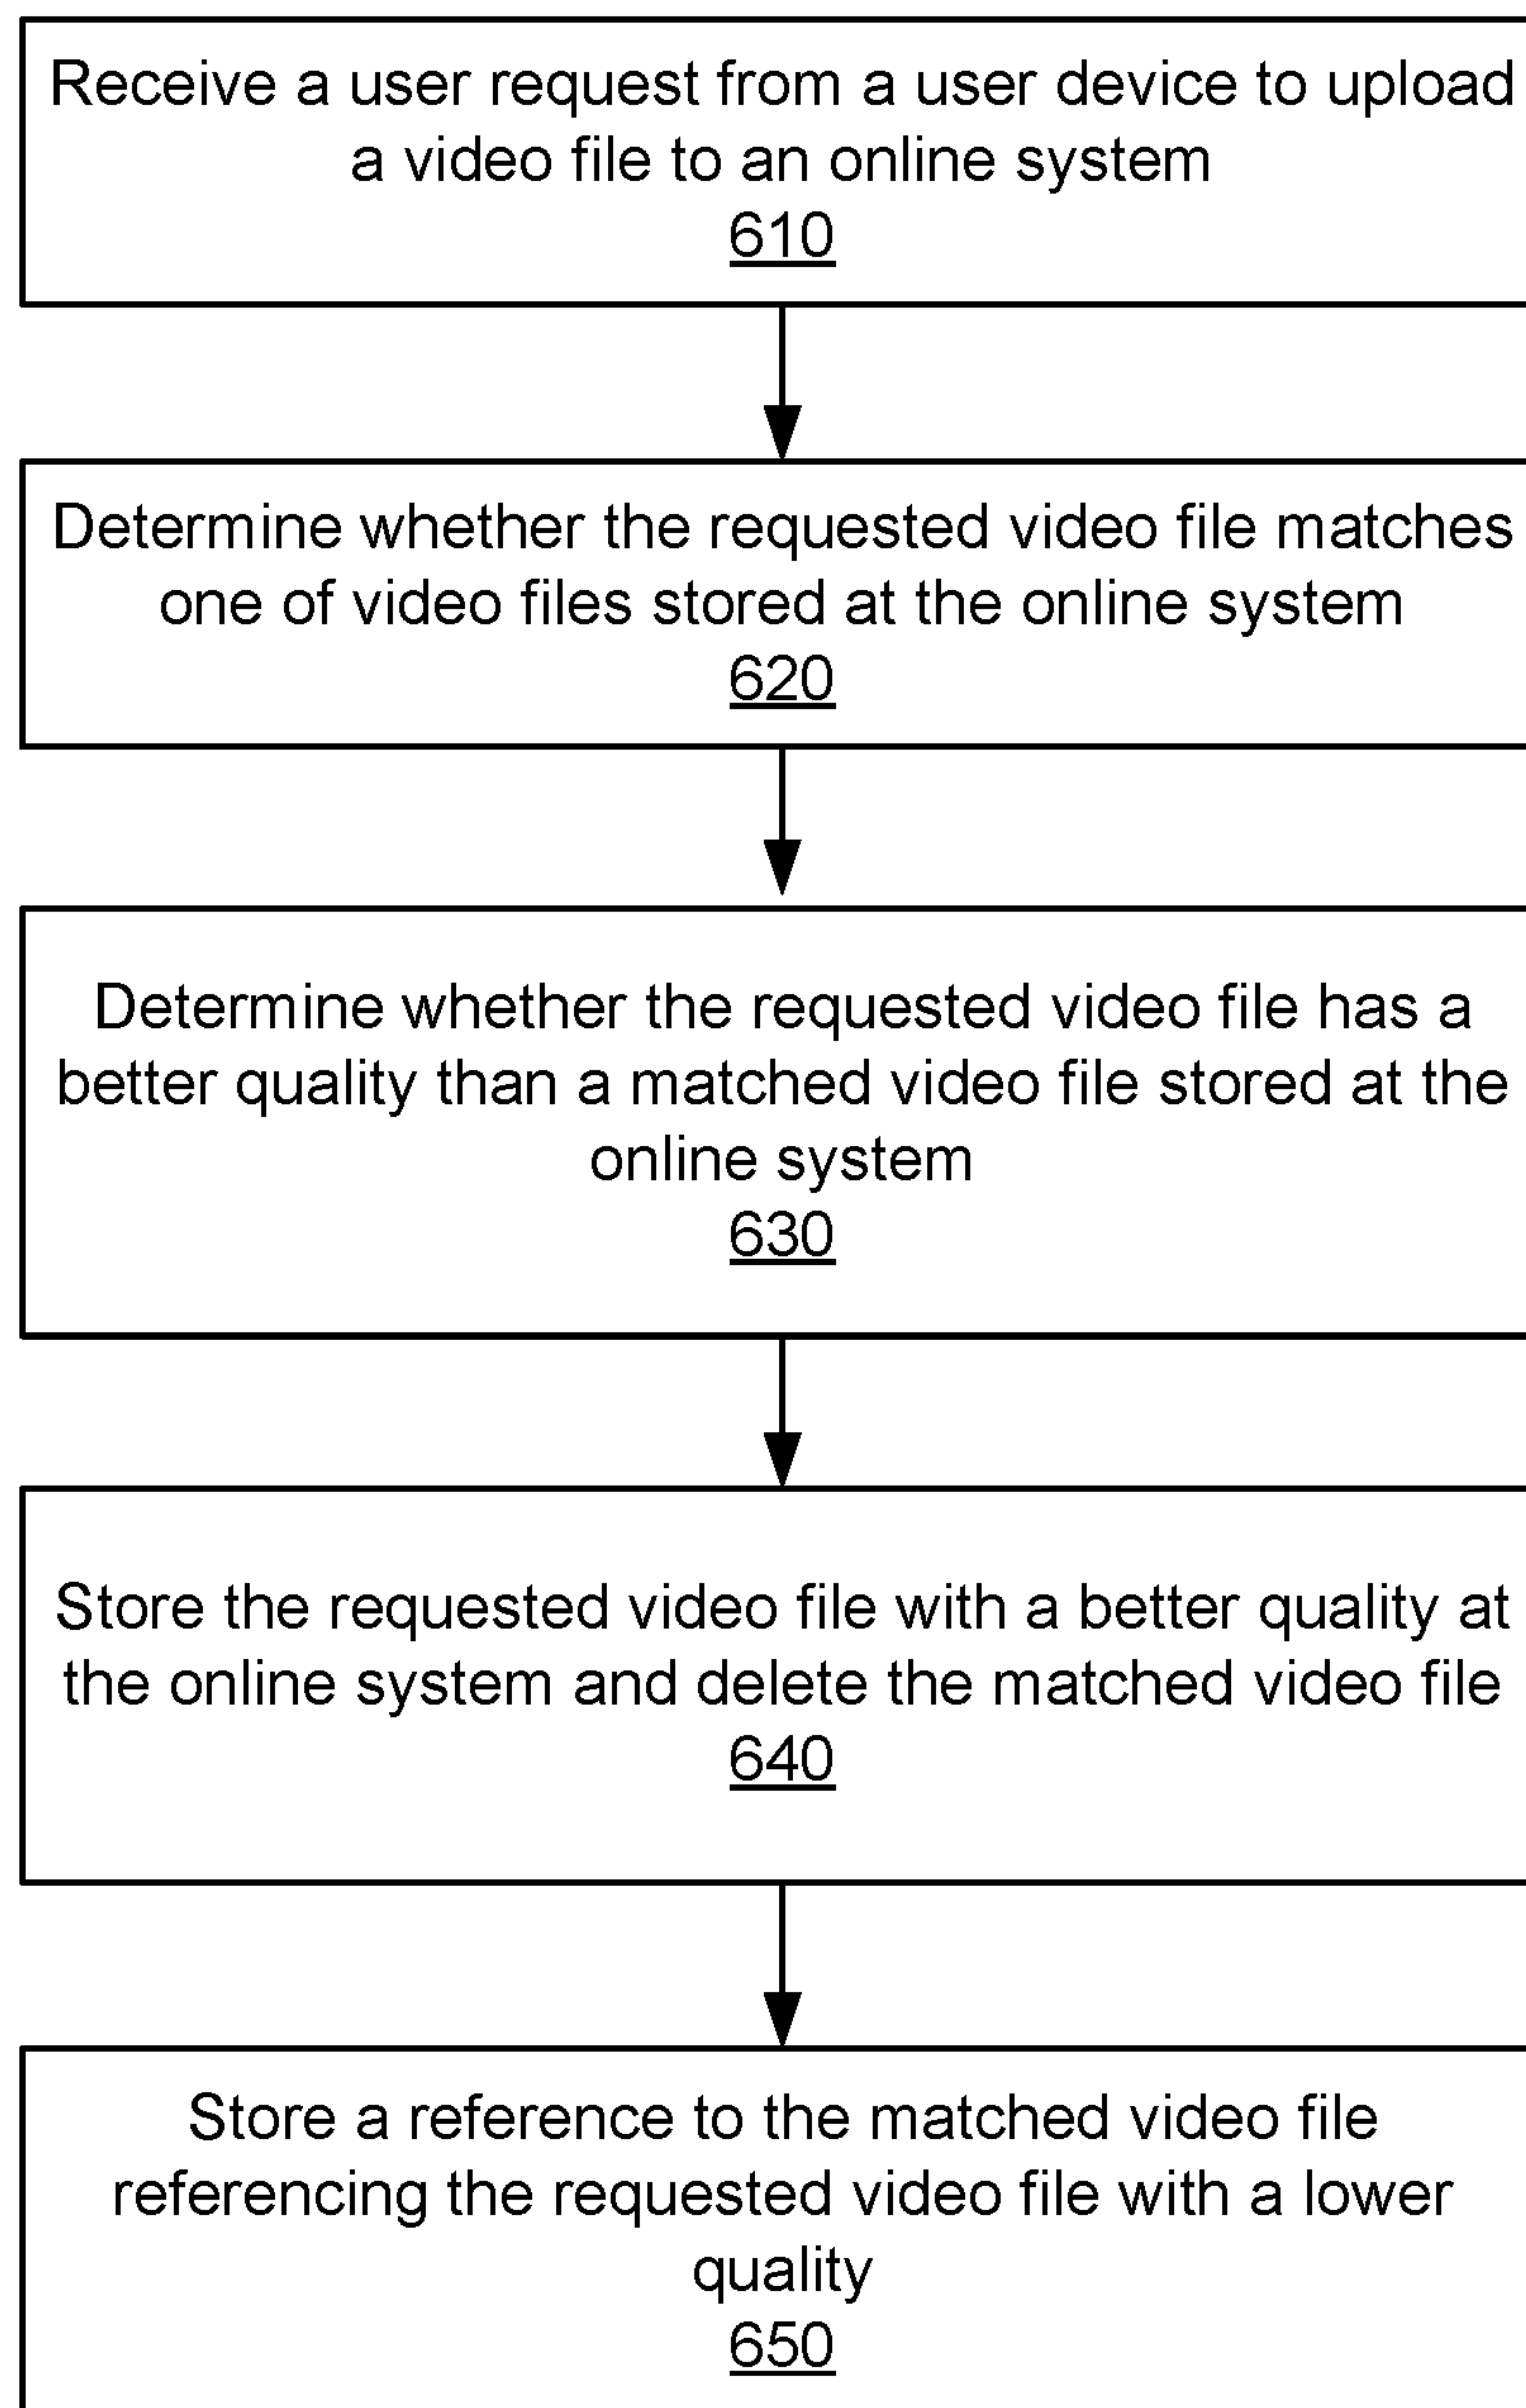 Receive a user request from a user device to upload
a video file to an online system
610
Determine whether the requested video file matches
one of video files stored at the online system
620
Determine whether the requested video file has a
better quality than a matched video file stored at the
online system
630
Store the requested video file with a better quality at
the online system and delete the matched video file
640
Store a reference to the matched video file
referencing the requested video file with a lower
quality
650